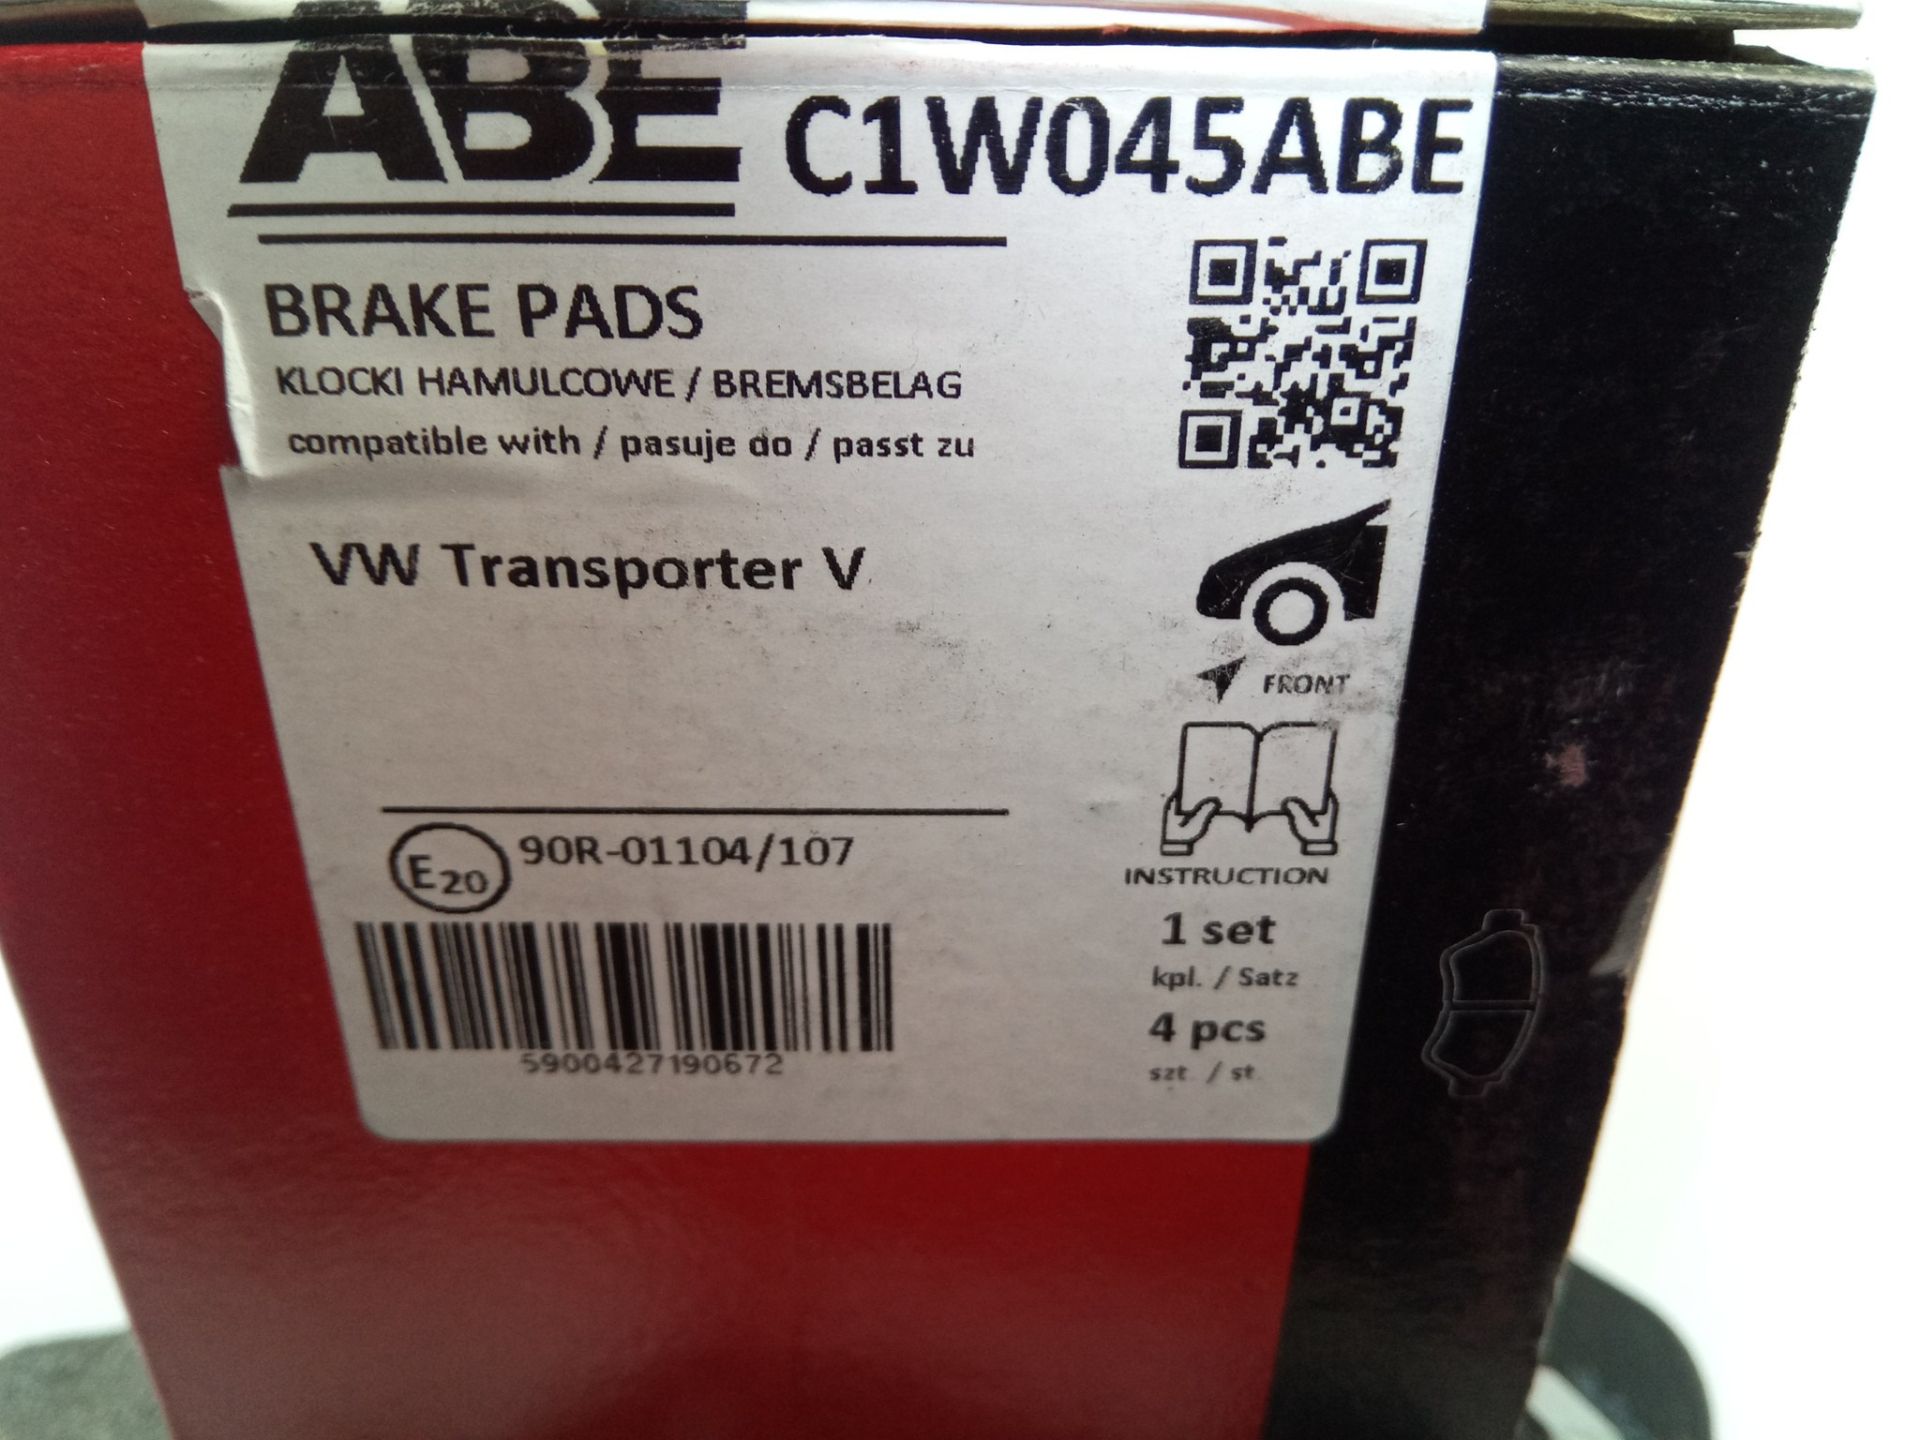 ABE C1W045ABE
BRAKE PADS
KLOCKI HAMULCOWE / BREMSBELAG
compatible with / pasuje do / passt zu
VW Transporter V
FRONT
INSTRUCTION
E20 90R-01104/107
5900427190672
1 set
kpl. / Satz
4 pcs
szt. / st.